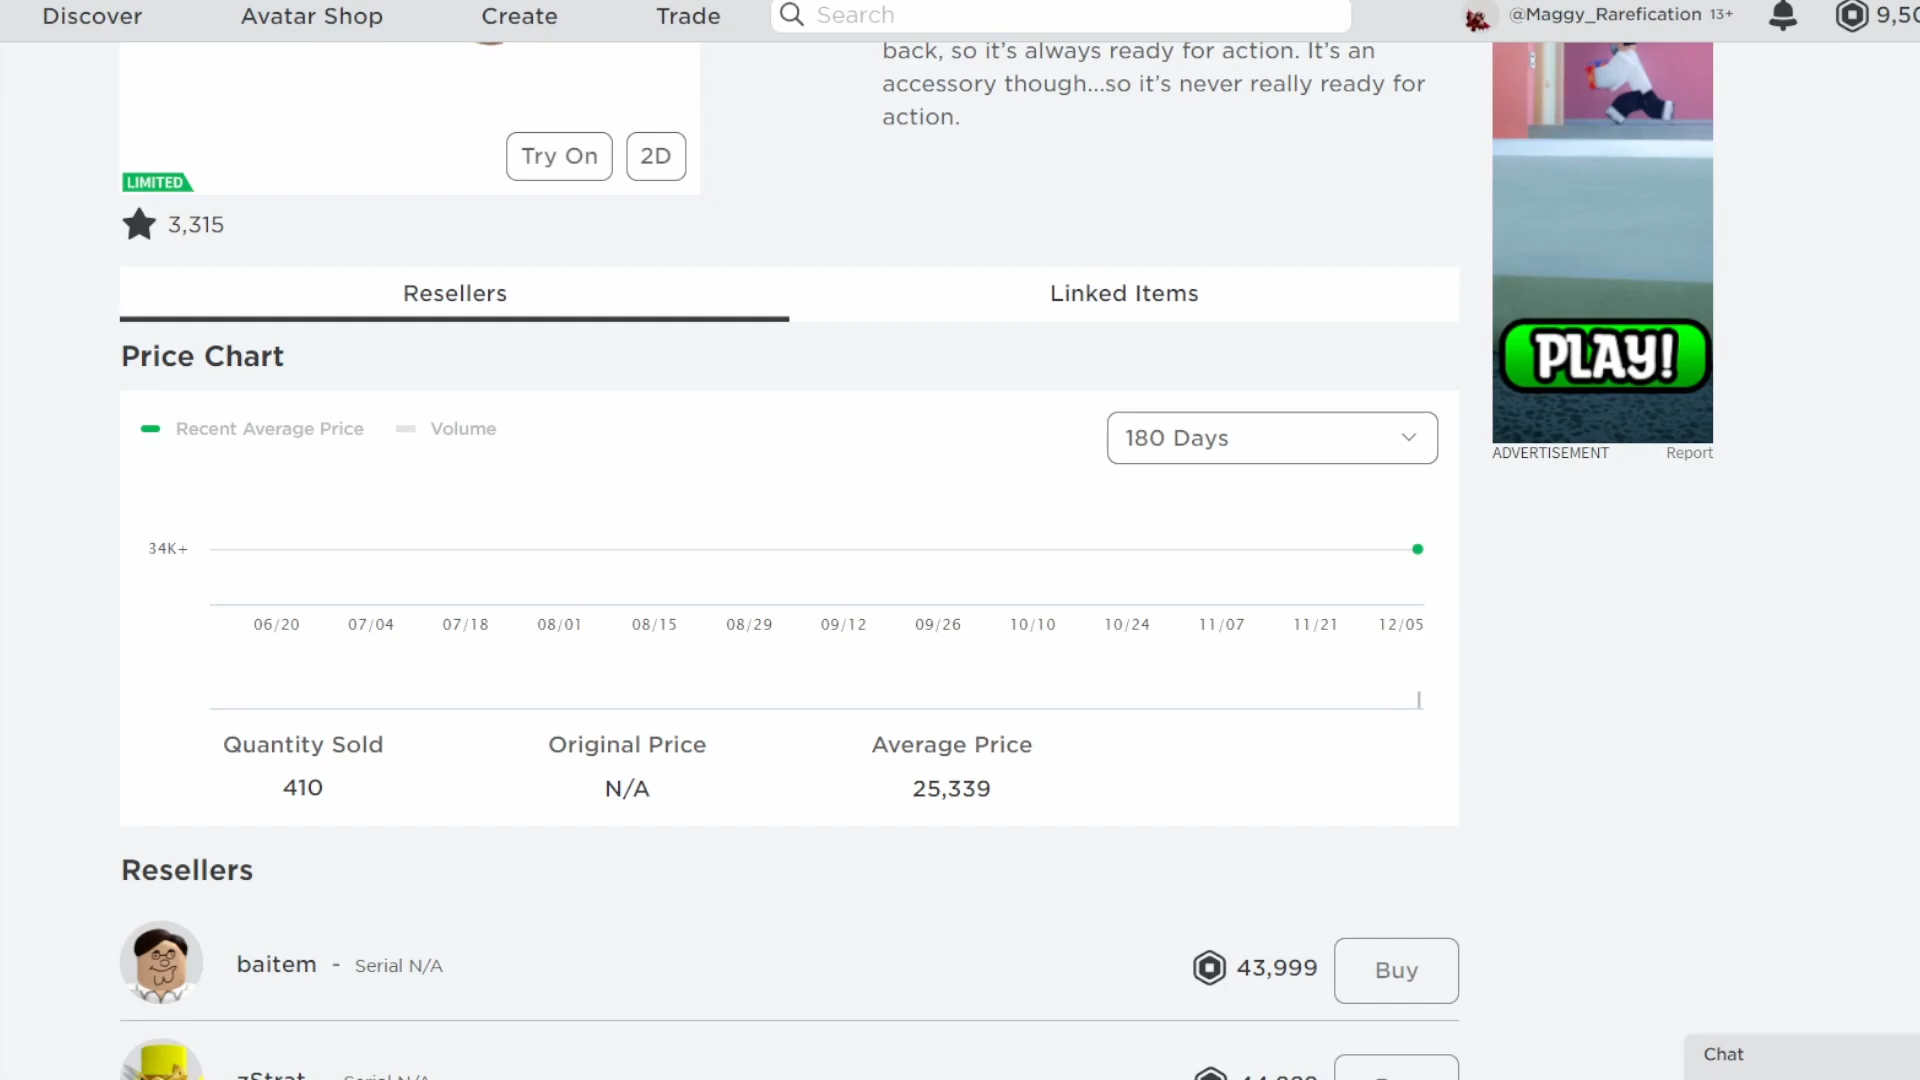 Discover Avatar Shop Create Trade Search @Maggy_Rarefication 13+
back, so it's always ready for action. It's an
accessory though...so it's never really ready for
action.
Try On 2D
LIMITED
3,315
Resellers Linked Items
Price Chart
PLAY!
Recent Average Price Volume
180 Days
ADVERTISEMENT Report
34K+
06/20 07/04 07/18 08/01 08/15 08/29 09/12 09/26 10/10 10/24 11/07 11/21 12/05
Quantity Sold Original Price Average Price
410 N/A 25,339
Resellers
baitem - Serial N/A 43,999 Buy
Chat